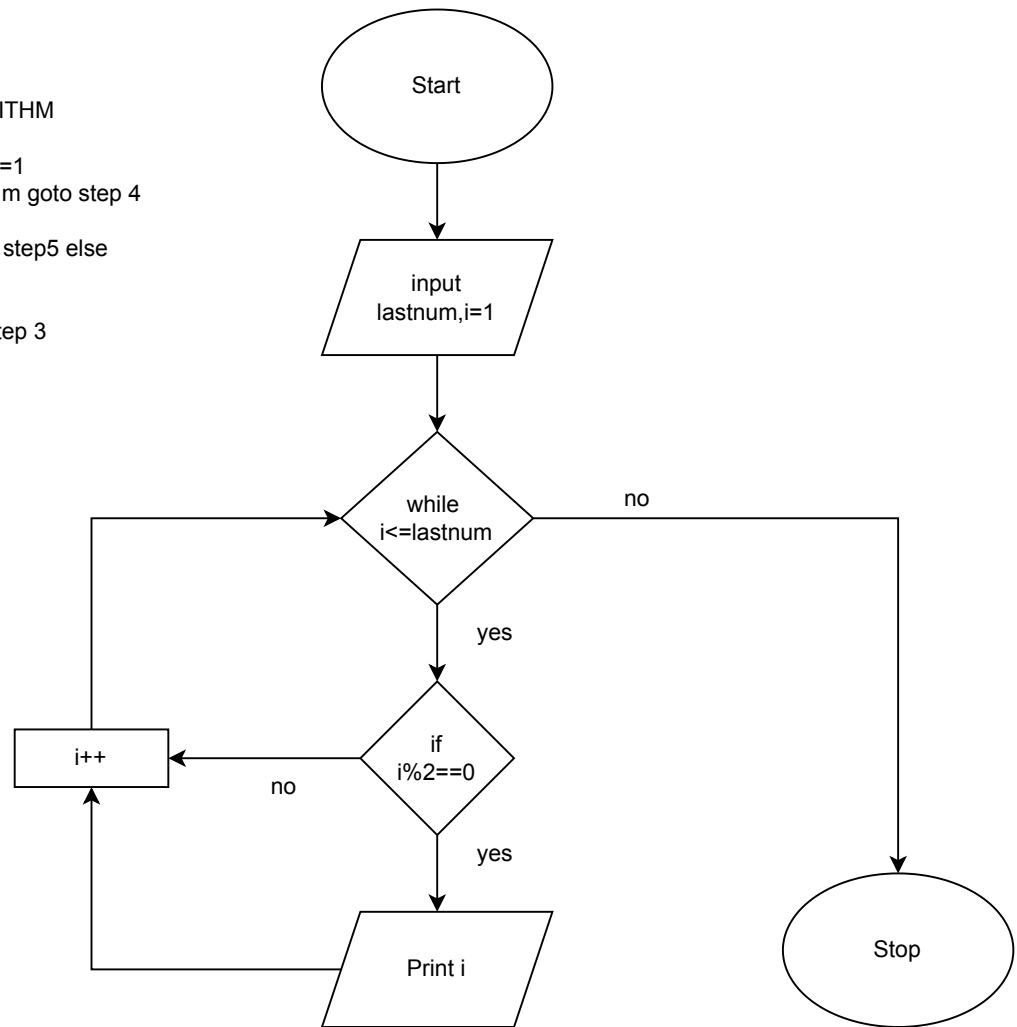 ITHM
=1
m goto step 4
step5 else
tep 3
Start
input
lastnum,i=1
while
i<=lastnum
no
yes
i++
if
i%2==0
no
yes
Print i
Stop